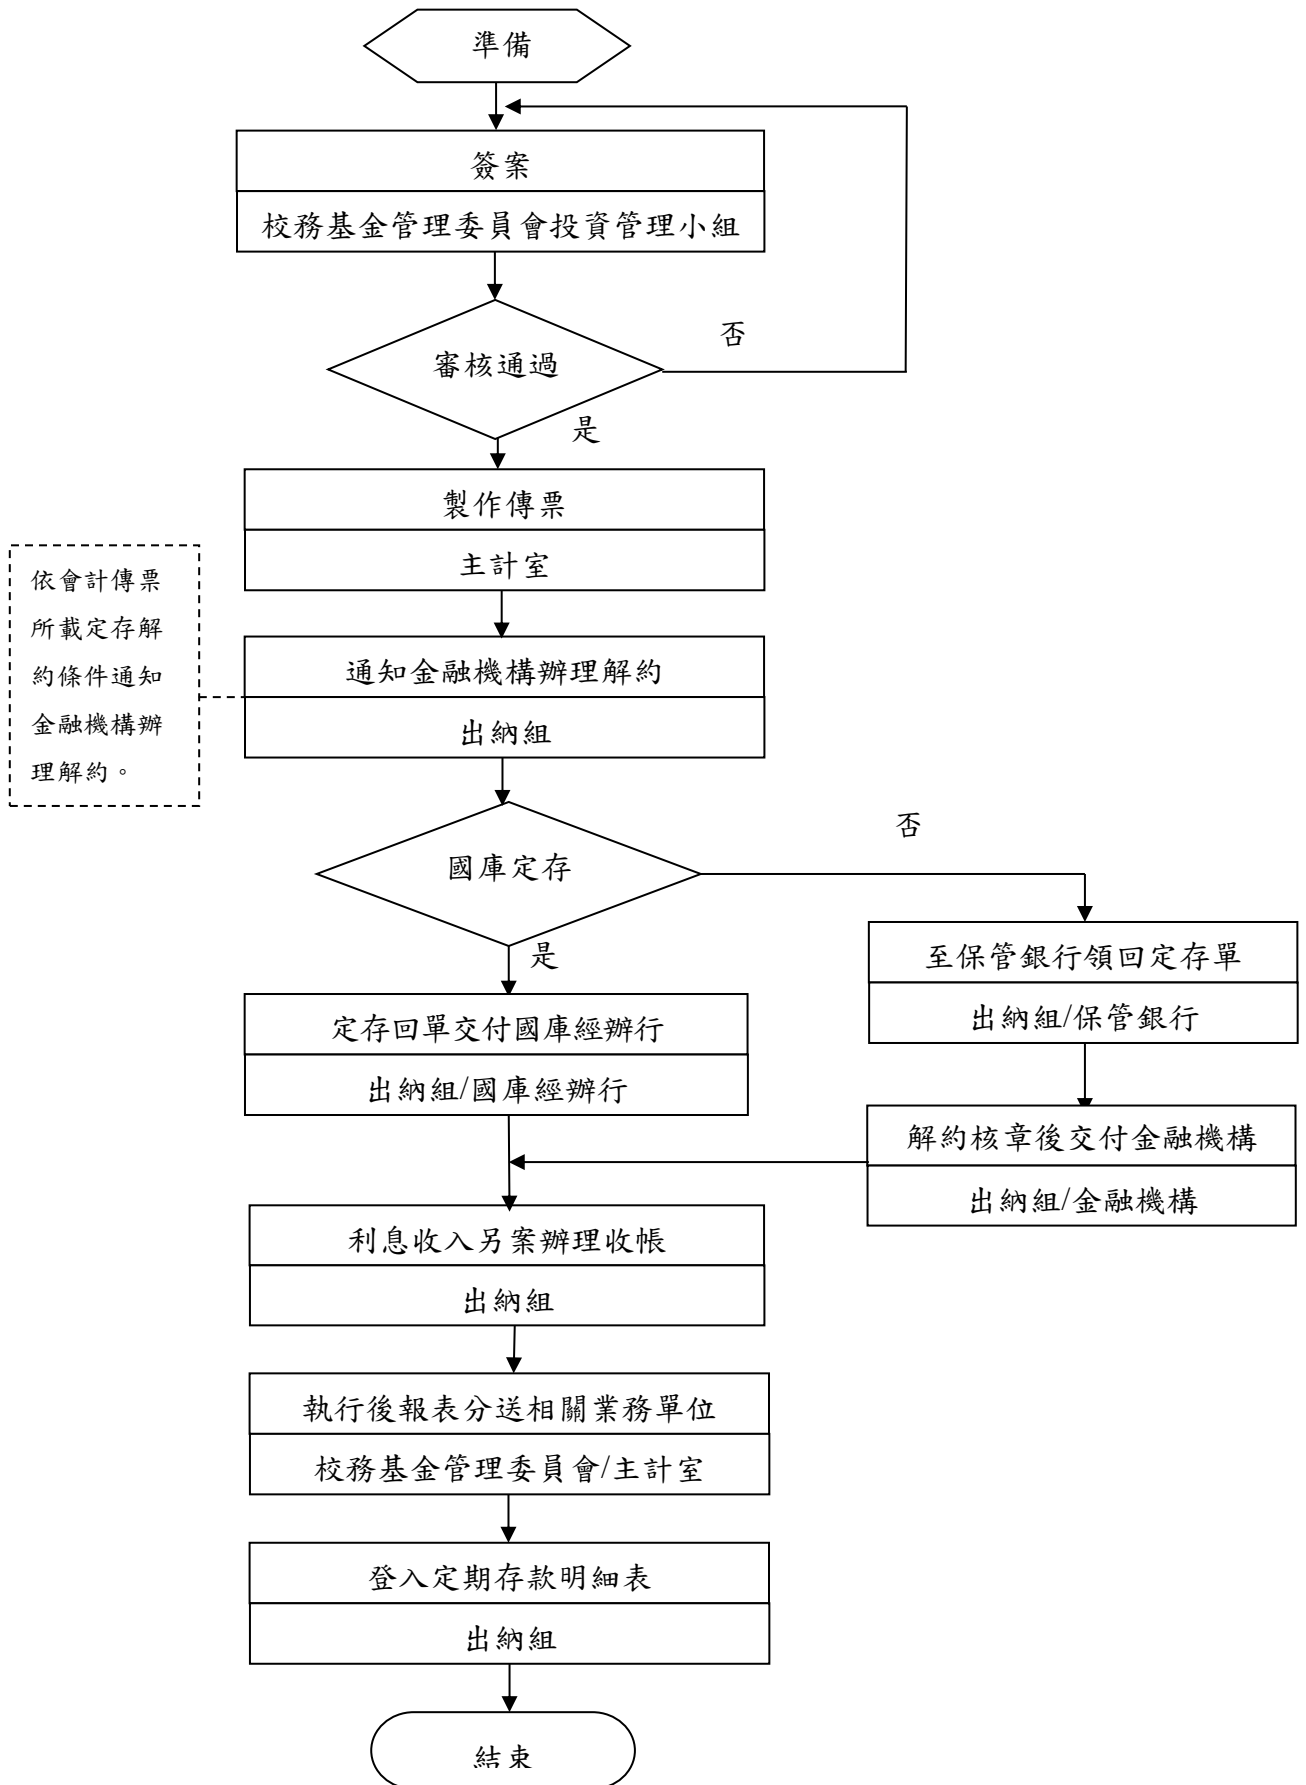 準備
簽案
校務基金管理委員會投資管理小組
審核通過
否
是
製作傳票
主計室
依會計傳票
所載定存解
約條件通知
金融機構辦
理解約。
通知金融機構辦理解約
出納組
國庫定存
否
是
至保管銀行領回定存單
出納組/保管銀行
定存回單交付國庫經辦行
出納組/國庫經辦行
解約核章後交付金融機構
出納組/金融機構
利息收入另案辦理收帳
出納組
執行後報表分送相關業務單位
校務基金管理委員會/主計室
登入定期存款明細表
出納組
結束